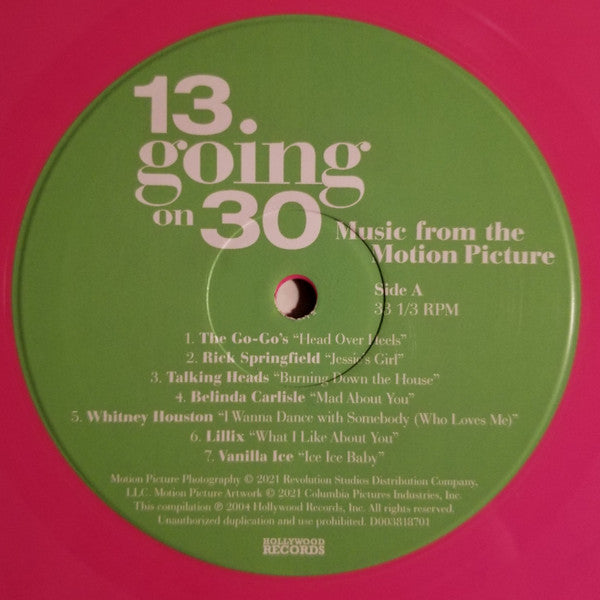 13
going
on 30
Music from the
Motion Picture
Side A
33 1/3 RPM
1. The Go-Go's "Head Over Heels"
2. Rick Springfield "Jessie's Girl"
3. Talking Heads "Burning Down the House"
4. Belinda Carlisle "Mad About You"
5. Whitney Houston "I Wanna Dance with Somebody (Who Loves Me)"
6. Lillix "What I Like About You"
7. Vanilla Ice "Ice Ice Baby"
Motion Picture Photography © 2021 Revolution Studios Distribution Company,
LLC. Motion Picture Artwork © 2021 Columbia Pictures Industries, Inc.
This compilation ℗ 2004 Hollywood Records, Inc. All rights reserved.
Unauthorized duplication and use prohibited. D003818701
HOLLYWOOD
RECORDS